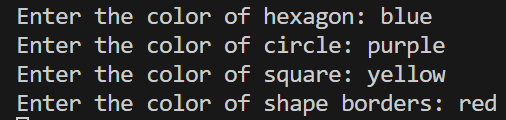 Enter the color of hexagon: blue
Enter the color of circle: purple
Enter the color of square: yellow
Enter the color of shape borders: red